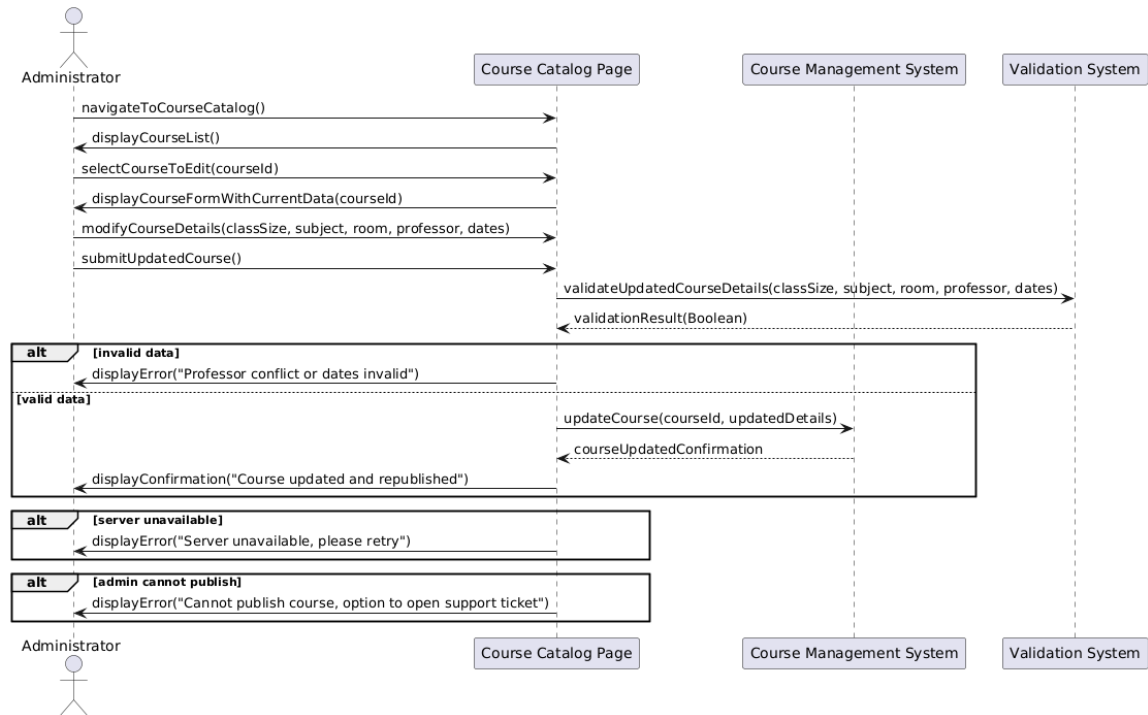 Administrator
Course Catalog Page
Course Management System
Validation System
navigateToCourseCatalog()
displayCourseList()
selectCourseToEdit(courseId)
displayCourseFormWithCurrentData(courseId)
modifyCourseDetails(classSize, subject, room, professor, dates)
submitUpdatedCourse()
validateUpdatedCourseDetails(classSize, subject, room, professor, dates)
validationResult(Boolean)
alt [invalid data]
displayError("Professor conflict or dates invalid")
[valid data]
updateCourse(courseId, updatedDetails)
courseUpdatedConfirmation
displayConfirmation("Course updated and republished")
alt [server unavailable]
displayError("Server unavailable, please retry")
alt [admin cannot publish]
displayError("Cannot publish course, option to open support ticket")
Administrator
Course Catalog Page
Course Management System
Validation System